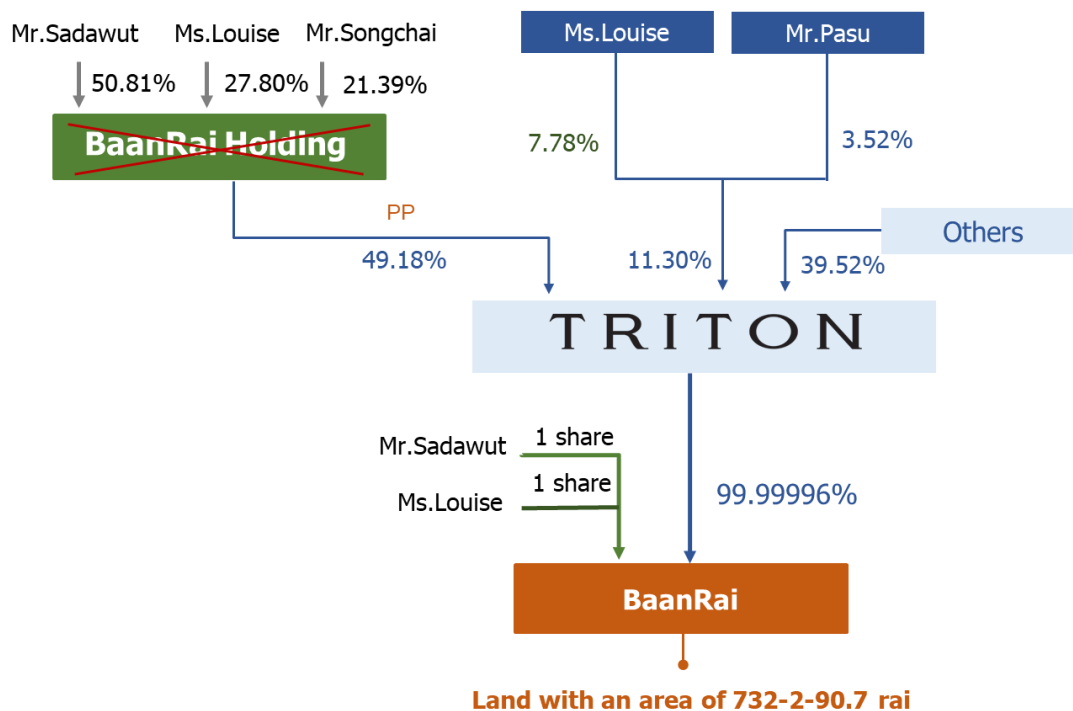 Mr.Sadawut Ms.Louise Mr.Songchai
50.81% 27.80% 21.39%
BaanRai Holding
Ms.Louise Mr.Pasu
7.78% 3.52%
PP
49.18% 11.30% 39.52%
Others
TRITON
Mr.Sadawut 1 share
Ms.Louise 1 share
99.99996%
BaanRai
Land with an area of 732-2-90.7 rai